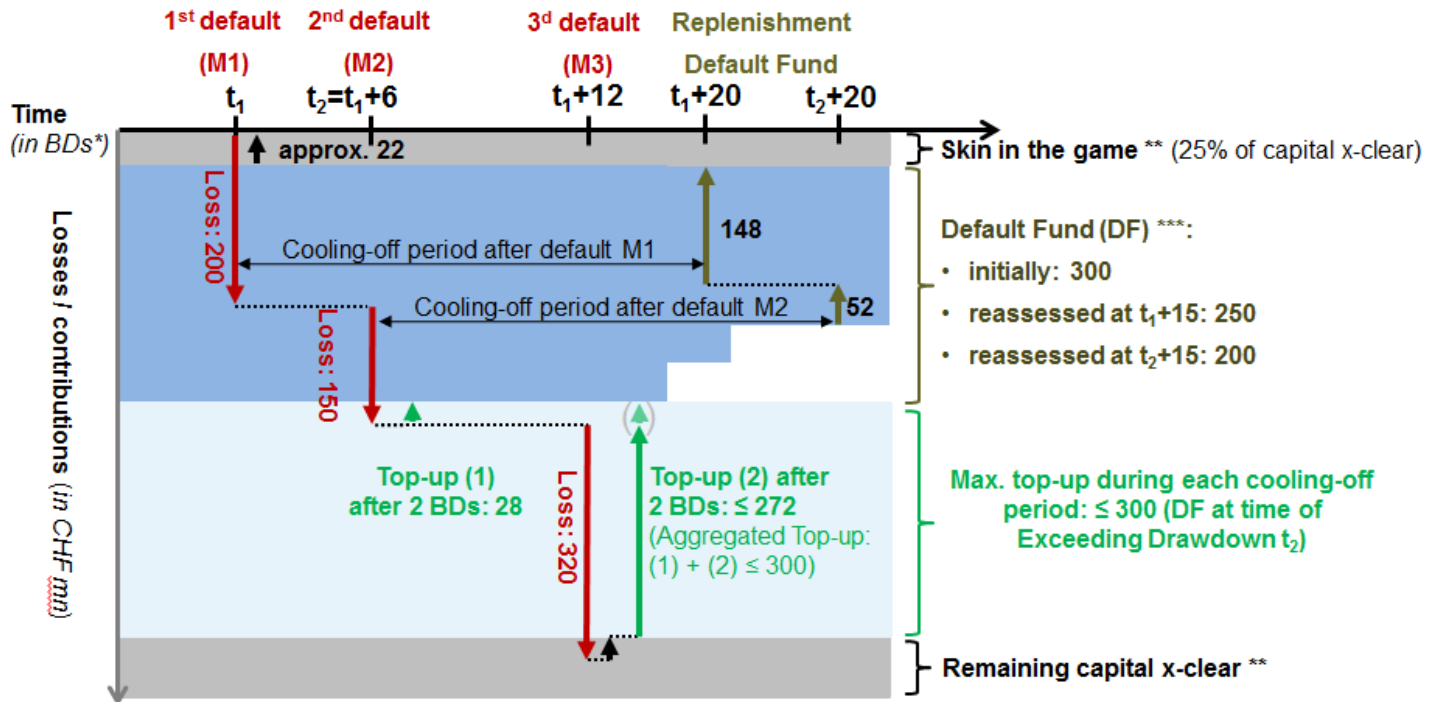 1st default
(M1)
t1
2nd default
(M2)
t2=t1+6
3d default
(M3)
t1+12
Replenishment
Default Fund
t1+20
t2+20
Time
(in BDs*)
approx. 22
Skin in the game ** (25% of capital x-clear)
Loss: 200
148
Cooling-off period after default M1
Cooling-off period after default M2
52
Default Fund (DF) ***:
• initially: 300
• reassessed at t1+15: 250
• reassessed at t2+15: 200
Losses / contributions (in CHF mn)
Loss: 150
Top-up (1)
after 2 BDs: 28
Loss: 320
Top-up (2) after
2 BDs: ≤ 272
(Aggregated Top-up:
(1) + (2) ≤ 300)
Max. top-up during each cooling-off
period: ≤ 300 (DF at time of
Exceeding Drawdown t2)
Remaining capital x-clear **